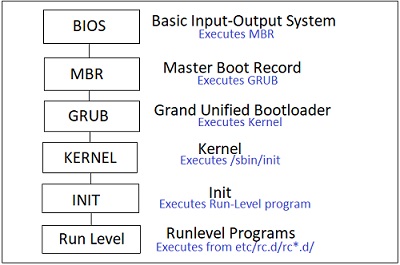 BIOS
Basic Input-Output System
Executes MBR
MBR
Master Boot Record
Executes GRUB
GRUB
Grand Unified Bootloader
Executes Kernel
KERNEL
Kernel
Executes /sbin/init
INIT
Init
Executes Run-Level program
Run Level
Runlevel Programs
Executes from etc/rc.d/rc*.d/